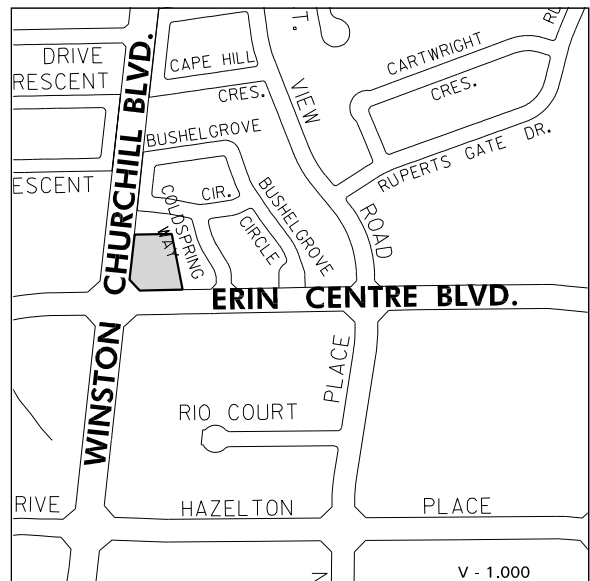 DRIVE
RESCENT
CHURCHILL BLVD.
CAPE HILL
CRES.
T.
VIEW
CARTWRIGHT
CRES.
BUSHELGROVE
RUPERTS GATE DR.
ESCENT
COLDSPRING
WAY
CIR.
CIRCLE
BUSHELGROVE
ROAD
ERIN CENTRE BLVD.
WINSTON
PLACE
RIO COURT
RIVE
HAZELTON
PLACE
V - 1.000